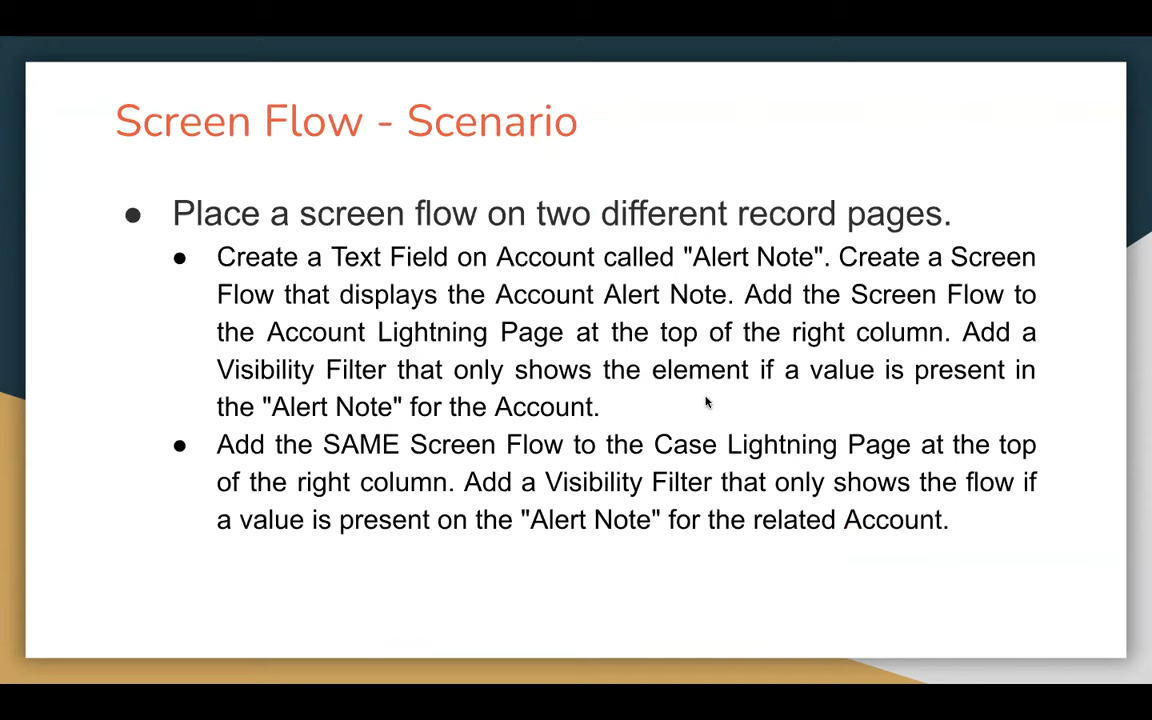 Screen Flow - Scenario
● Place a screen flow on two different record pages.
● Create a Text Field on Account called "Alert Note". Create a Screen
Flow that displays the Account Alert Note. Add the Screen Flow to
the Account Lightning Page at the top of the right column. Add a
Visibility Filter that only shows the element if a value is present in
the "Alert Note" for the Account.
● Add the SAME Screen Flow to the Case Lightning Page at the top
of the right column. Add a Visibility Filter that only shows the flow if
a value is present on the "Alert Note" for the related Account.